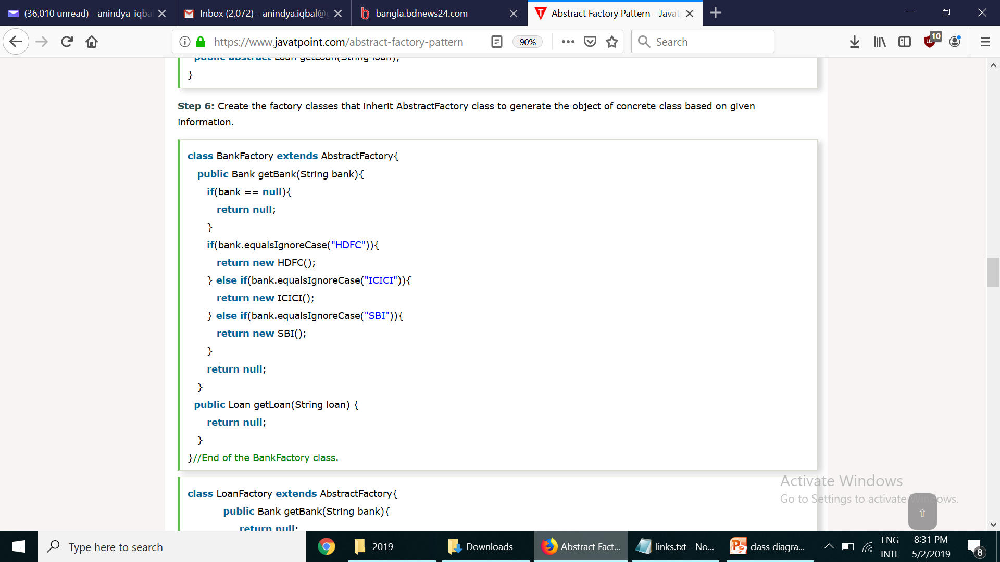 (36,010 unread) - anindya_iqba
Inbox (2,072) - anindya.iqbal@
bangla.bdnews24.com
Abstract Factory Pattern - Javat
https://www.javatpoint.com/abstract-factory-pattern
90%
Search
10
public abstract Loan getLoan(String loan);
}
Step 6: Create the factory classes that inherit AbstractFactory class to generate the object of concrete class based on given
information.
class BankFactory extends AbstractFactory{
public Bank getBank(String bank){
if(bank == null){
return null;
}
if(bank.equalsIgnoreCase("HDFC")){
return new HDFC();
} else if(bank.equalsIgnoreCase("ICICI")){
return new ICICI();
} else if(bank.equalsIgnoreCase("SBI")){
return new SBI();
}
return null;
}
public Loan getLoan(String loan) {
return null;
}
}//End of the BankFactory class.
class LoanFactory extends AbstractFactory{
public Bank getBank(String bank){
return null;
Activate Windows
Go to Settings to activate Windows.
Type here to search
2019
Downloads
Abstract Fact...
links.txt - No...
class diagra...
ENG
INTL
8:31 PM
5/2/2019
8